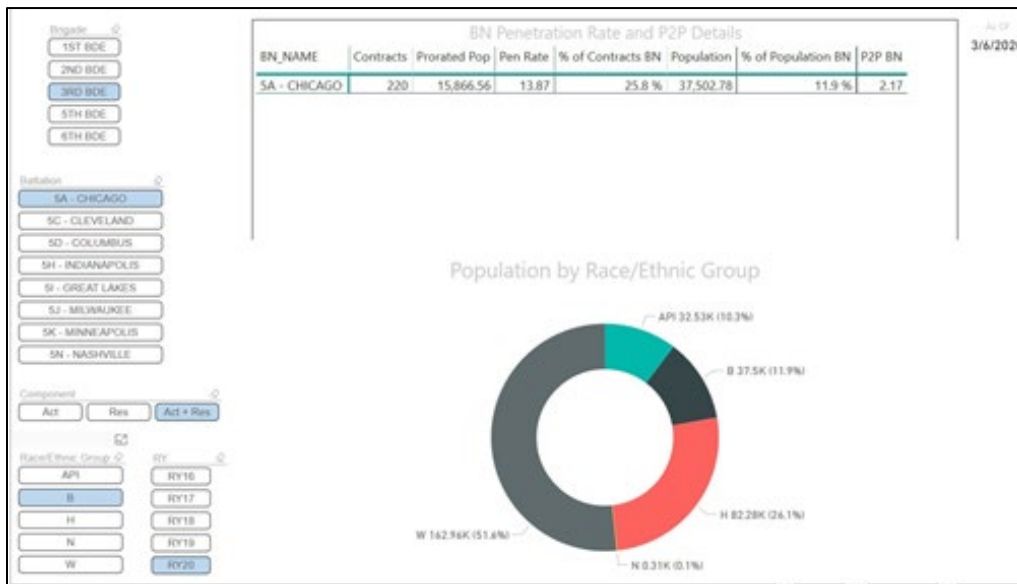 Brigade
1ST BDE
2ND BDE
3RD BDE
5TH BDE
6TH BDE
Battalion
5A - CHICAGO
5C - CLEVELAND
5D - COLUMBUS
5H - INDIANAPOLIS
5I - GREAT LAKES
5J - MILWAUKEE
5K - MINNEAPOLIS
5N - NASHVILLE
Component
Act Res Act + Res
Race/Ethnic Group RY
API RY16
B RY17
H RY18
N RY19
W RY20
BN Penetration Rate and P2P Details
BN_NAME Contracts Prorated Pop Pen Rate % of Contracts BN Population % of Population BN P2P BN
5A - CHICAGO 220 15,866.56 13.87 25.8 % 37,502.78 11.9 % 2.17
3/6/202
Population by Race/Ethnic Group
API 32.53K (10.3%)
B 37.5K (11.9%)
H 82.28K (26.1%)
N 0.31K (0.1%)
W 162.96K (51.6%)